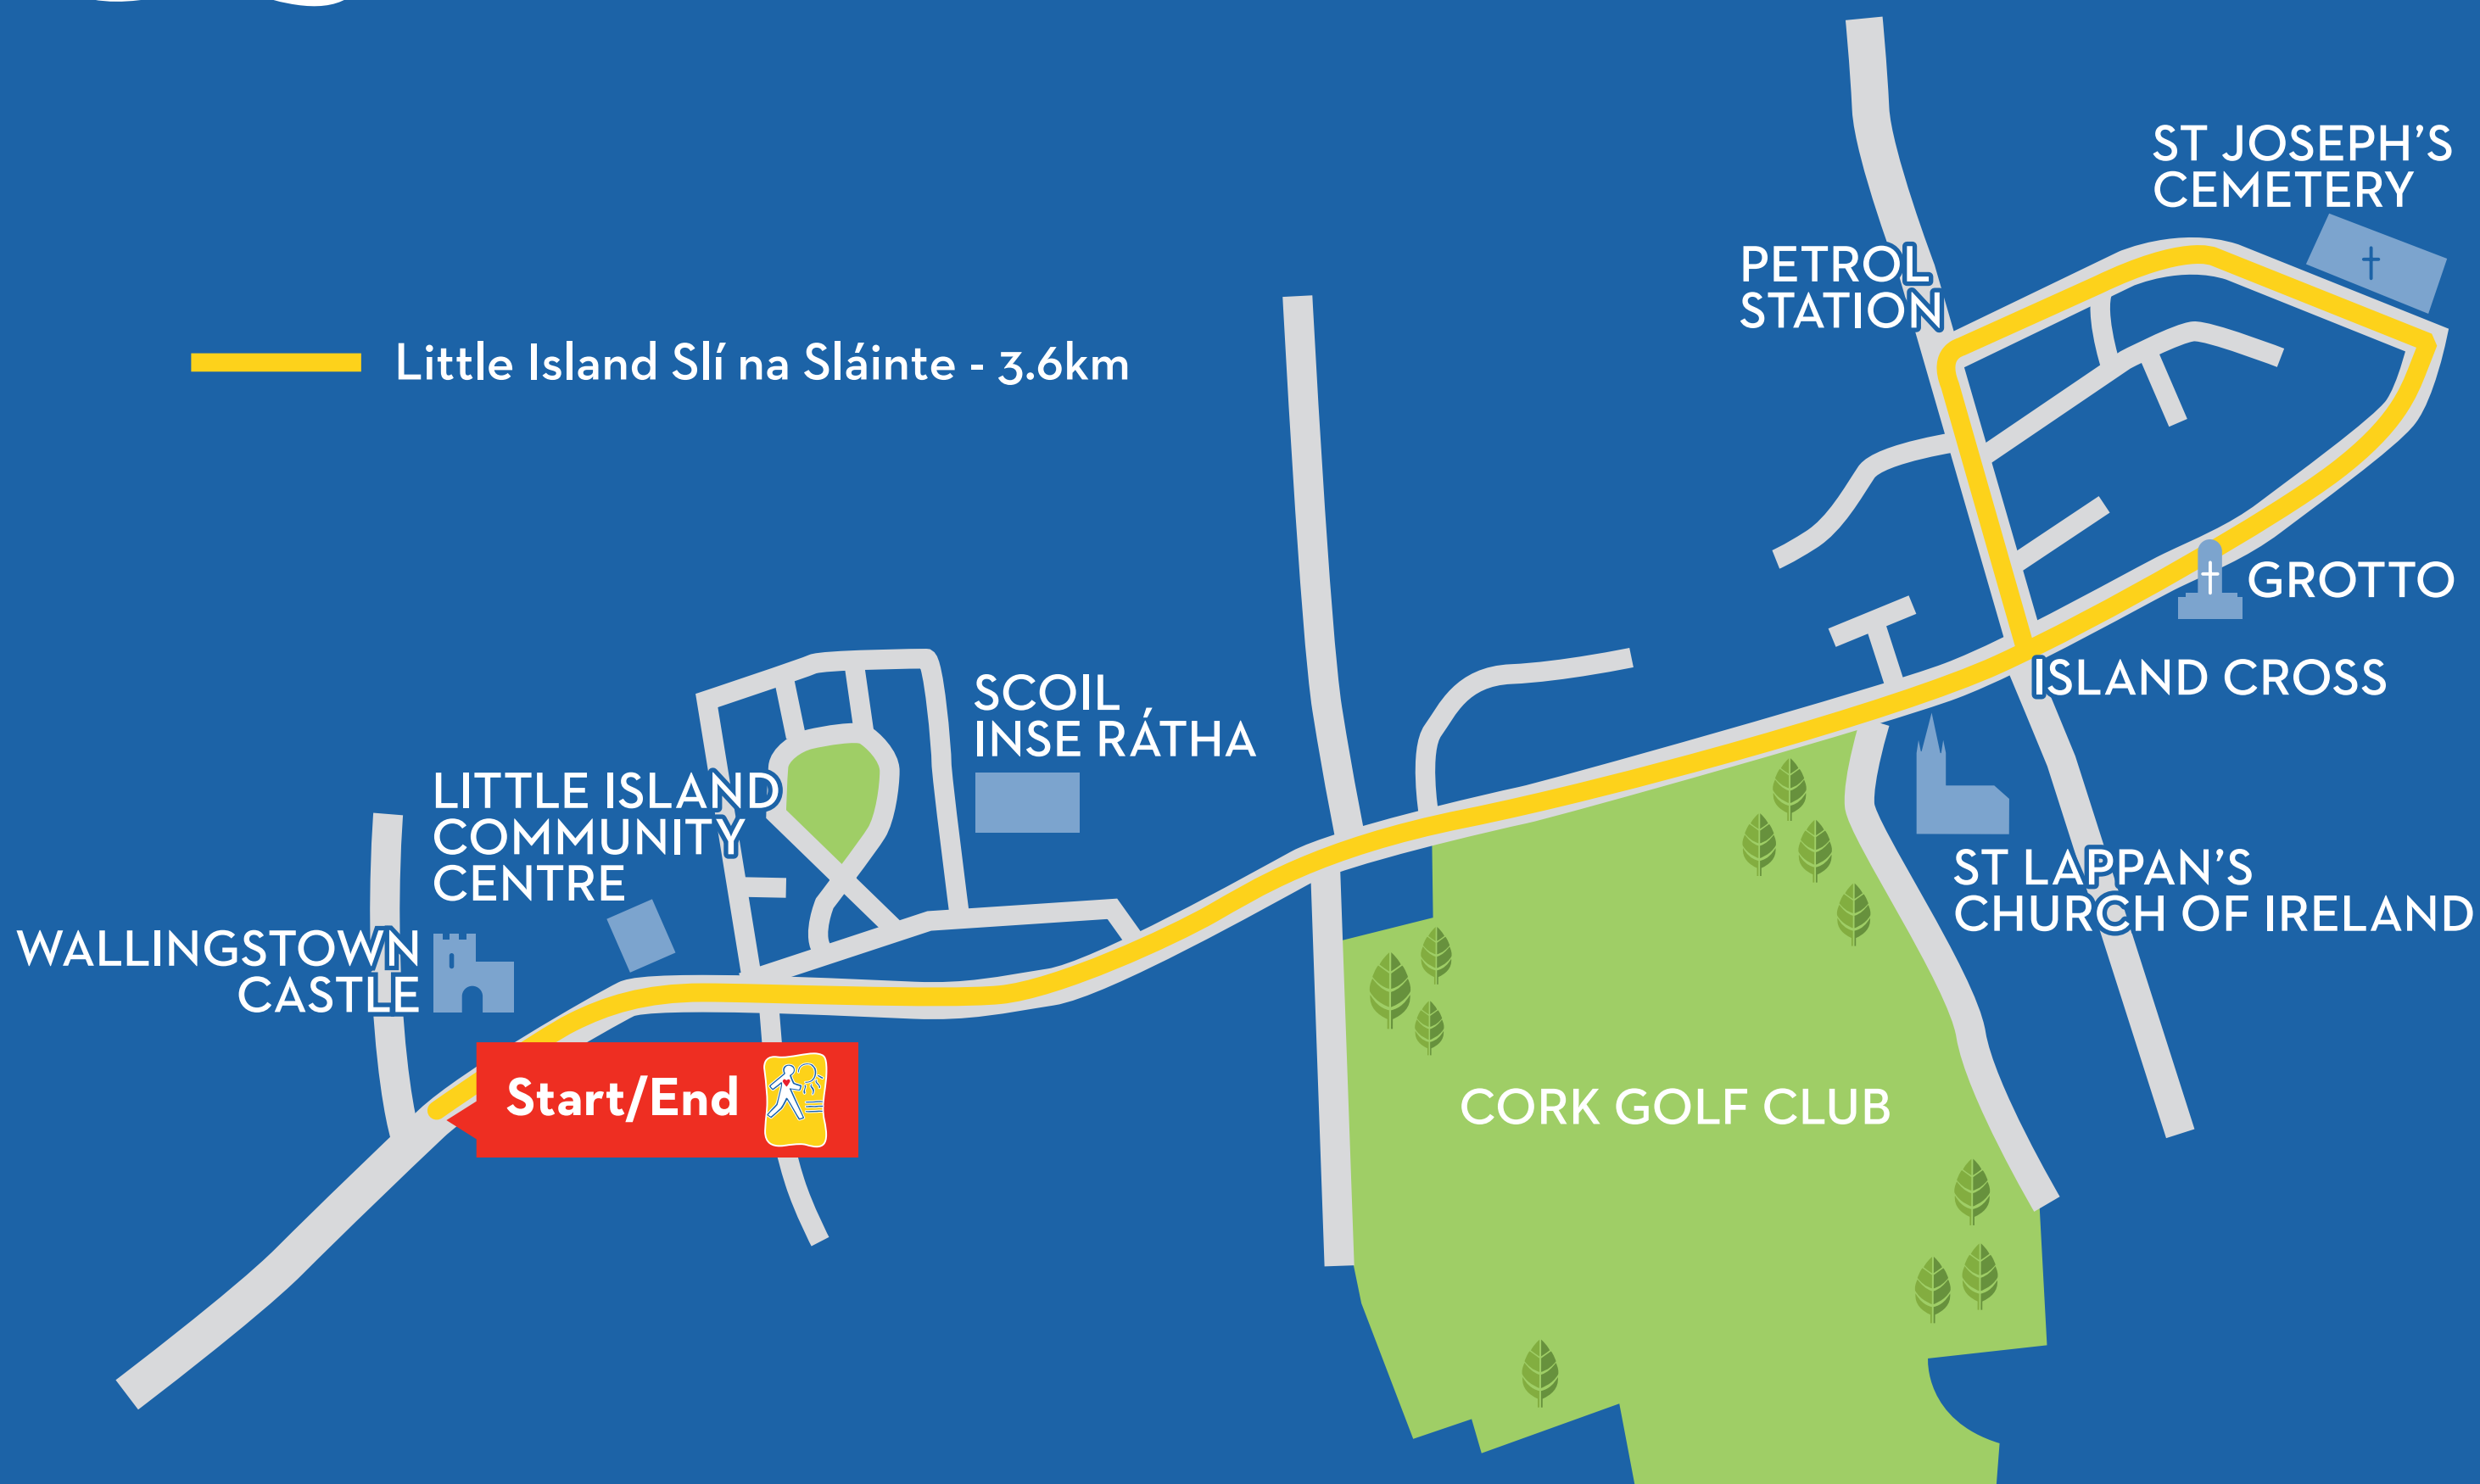 ST JOSEPH'S
CEMETERY
PETROL
STATION
Little Island Slí na Sláinte - 3.6km
GROTTO
ISLAND CROSS
SCOIL
INSE RÁTHA
LITTLE ISLAND
COMMUNITY
CENTRE
ST LAPPAN'S
CHURCH OF IRELAND
WALLINGSTOWN
CASTLE
Start/End
CORK GOLF CLUB